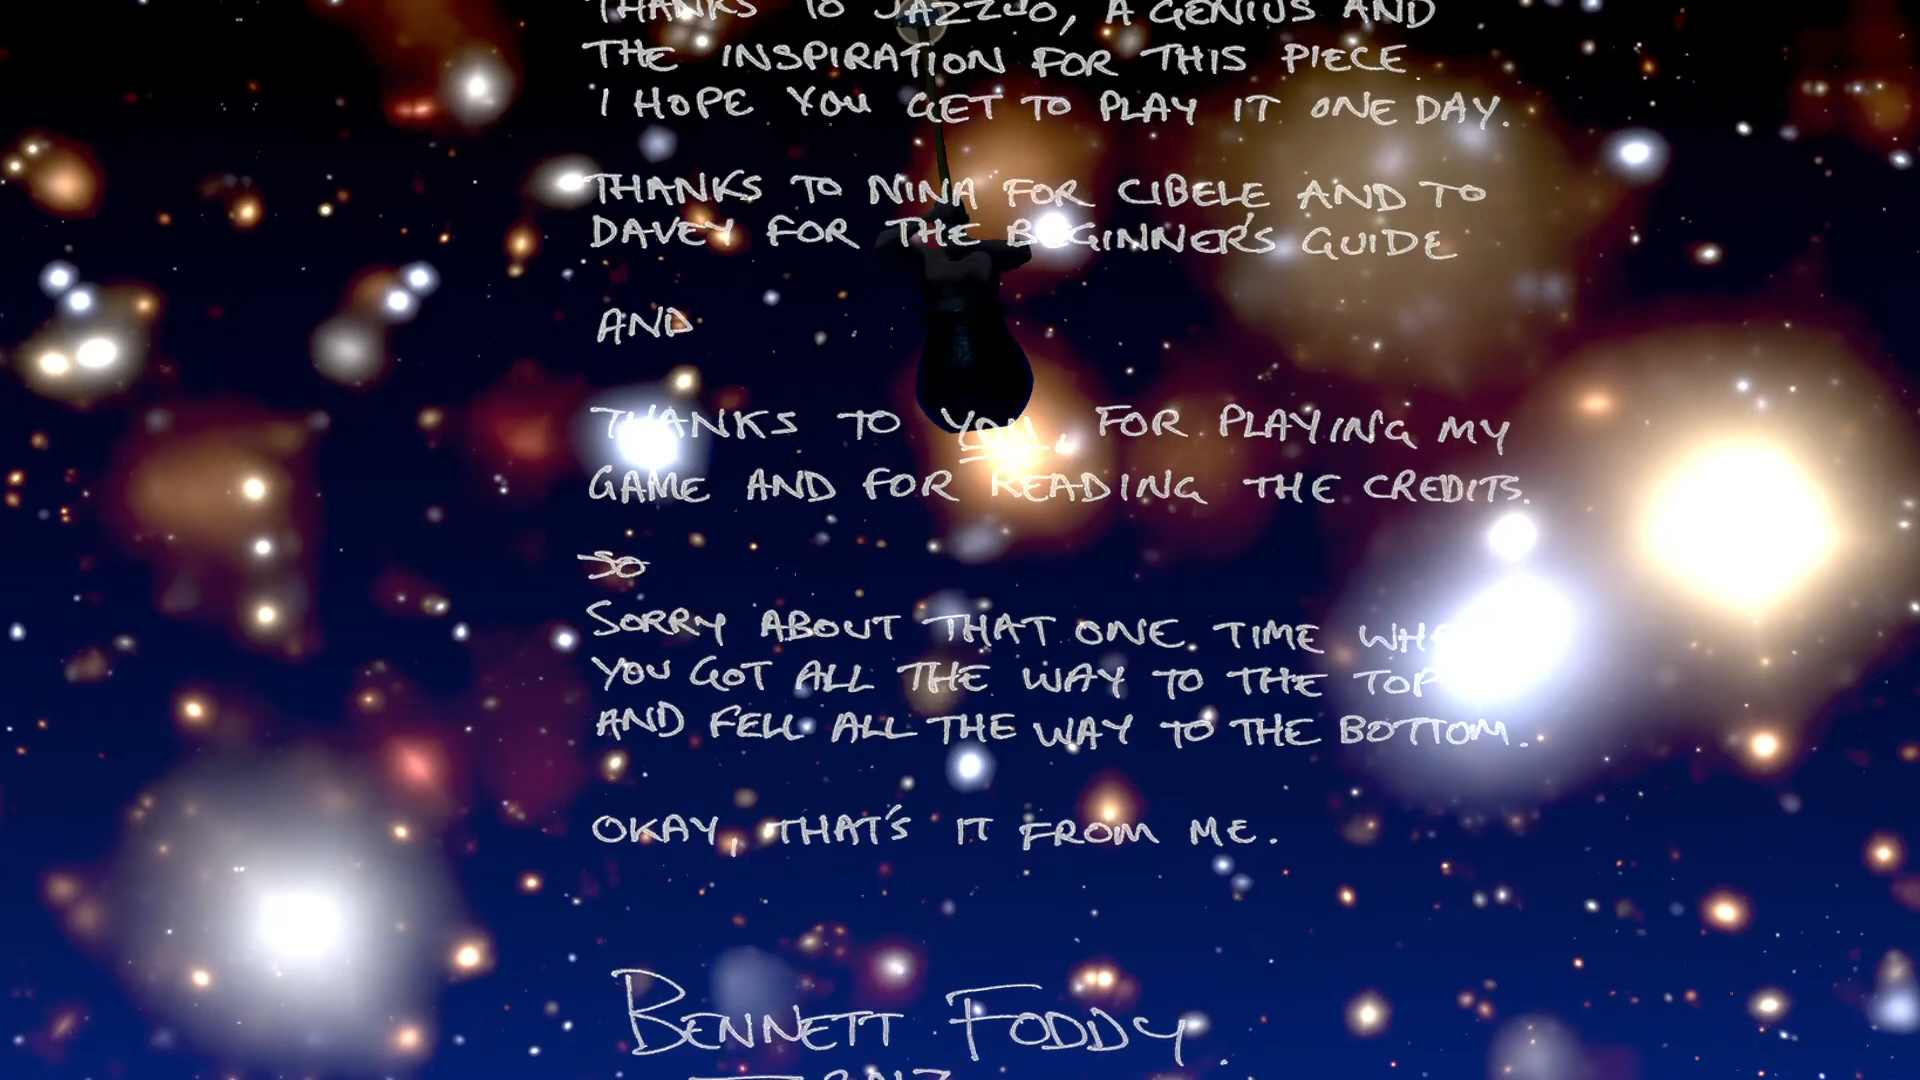 THANKS TO JAZZUO, A GENIUS AND
THE INSPIRATION FOR THIS PIECE
I HOPE YOU GET TO PLAY IT ONE DAY.
THANKS TO NINA FOR CIBELE AND TO
DAVEY FOR THE BEGINNER'S GUIDE
AND
THANKS TO YOU, FOR PLAYING MY
GAME AND FOR READING THE CREDITS.
SO
SORRY ABOUT THAT ONE TIME
YOU GOT ALL THE WAY TO THE TOP
AND FELL ALL THE WAY TO THE BOTTOM.
OKAY, THAT'S IT FROM ME.
BENNETT FODDY.
2017